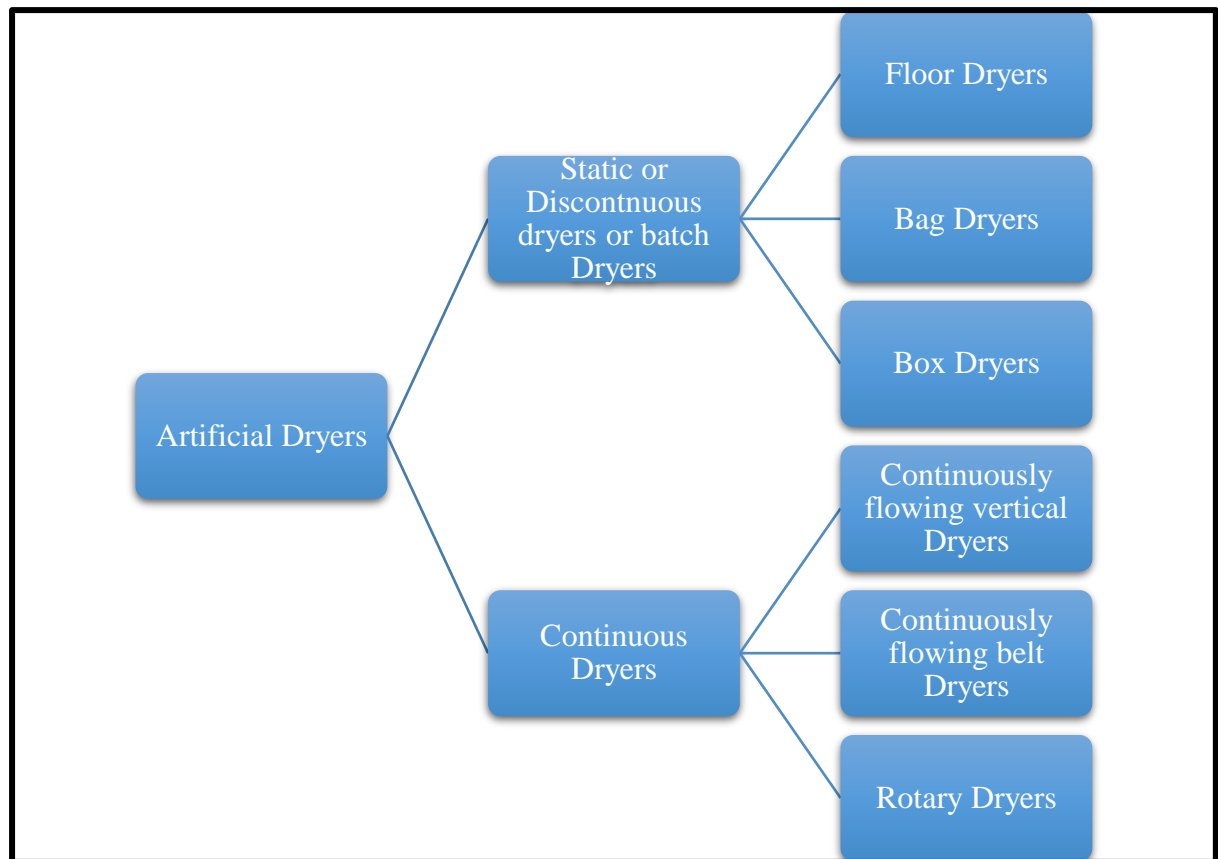 Artificial Dryers
Static or
Discontnuous
dryers or batch
Dryers
Floor Dryers
Bag Dryers
Box Dryers
Continuous
Dryers
Continuously
flowing vertical
Dryers
Continuously
flowing belt
Dryers
Rotary Dryers